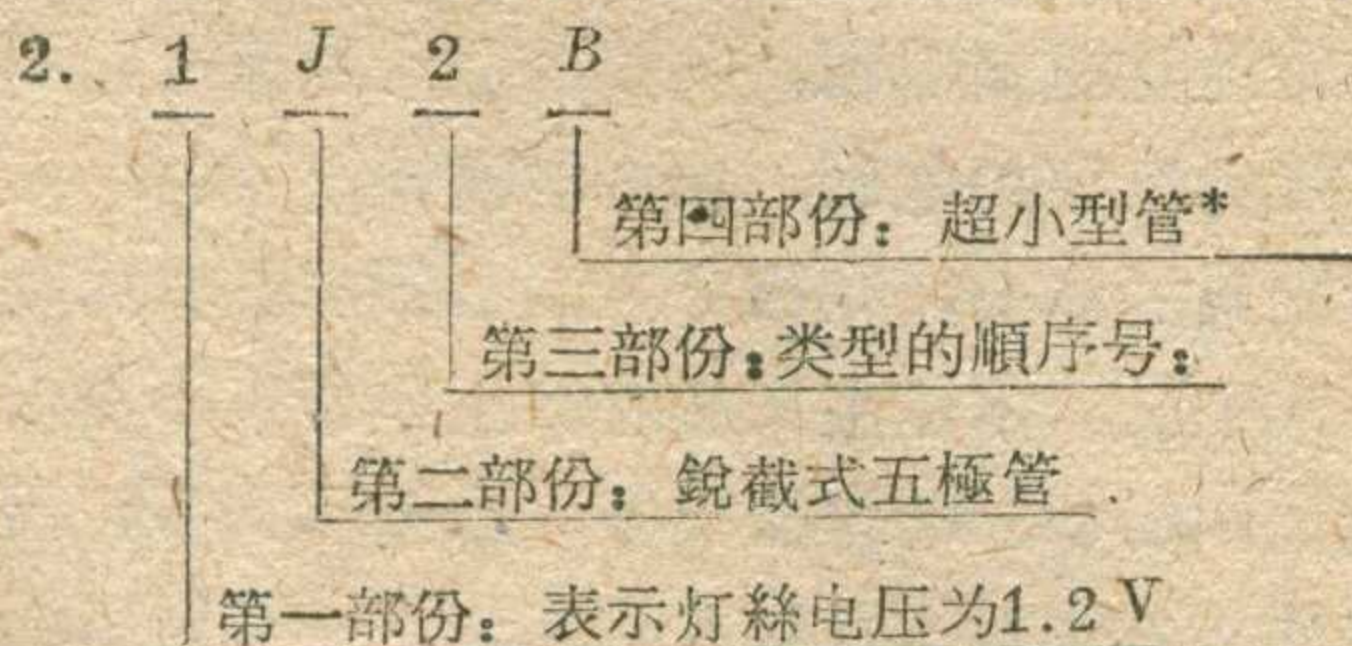 2. 1 J 2 B
第四部份：超小型管*
第三部份：类型的順序号：
第二部份：銳截式五極管
第一部份：表示灯絲电压为1.2 V